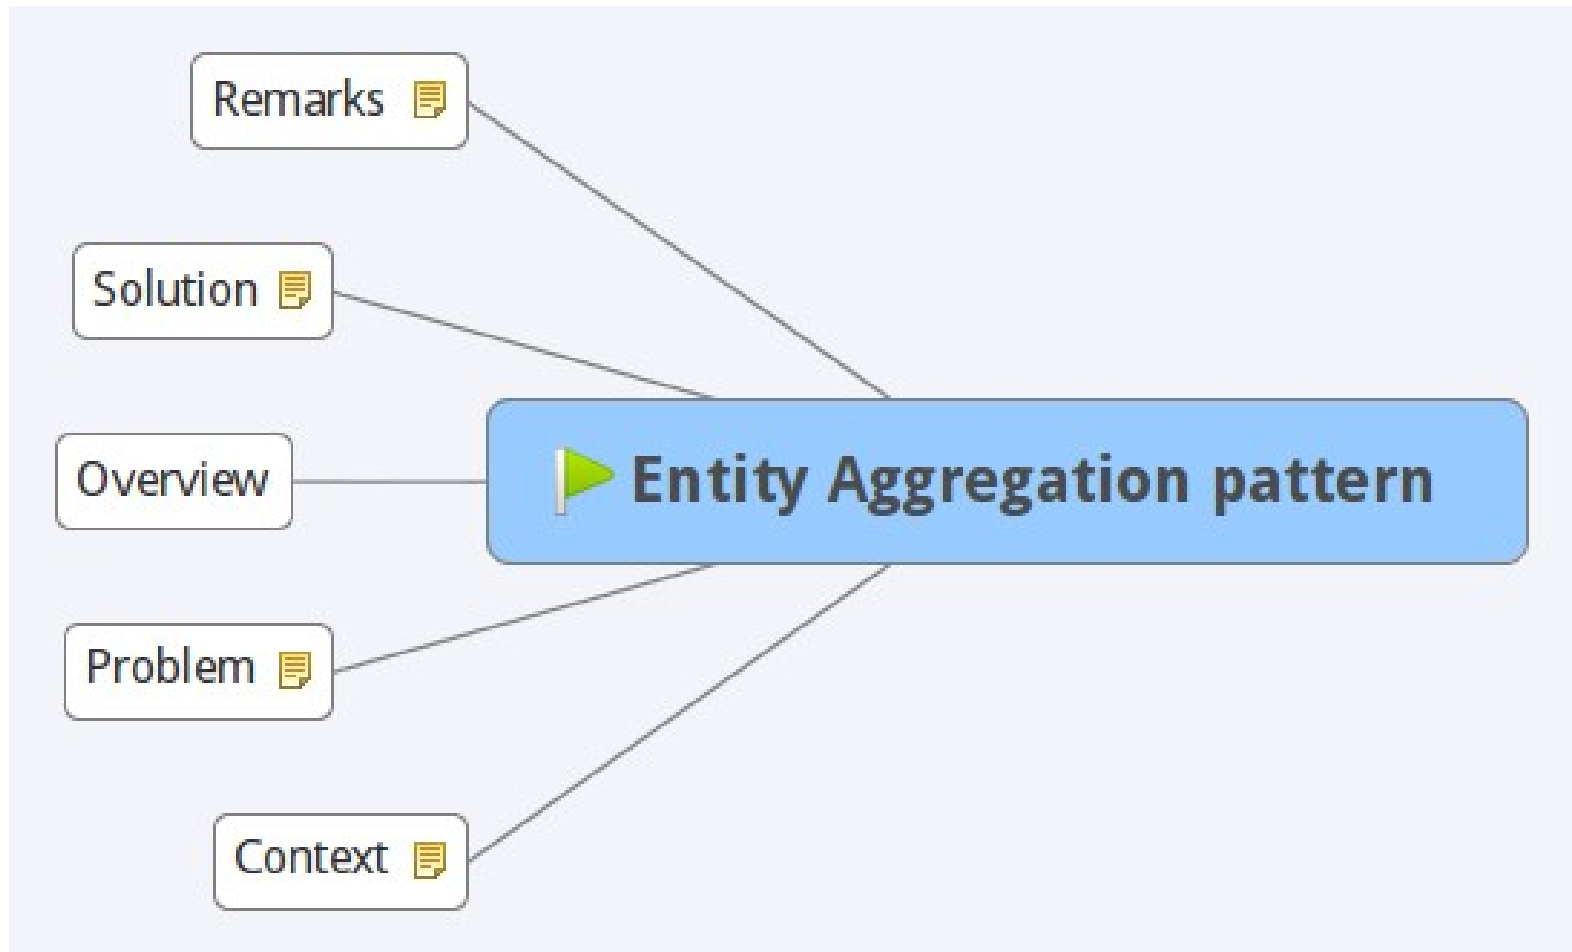 Remarks
Solution
Overview
Entity Aggregation pattern
Problem
Context